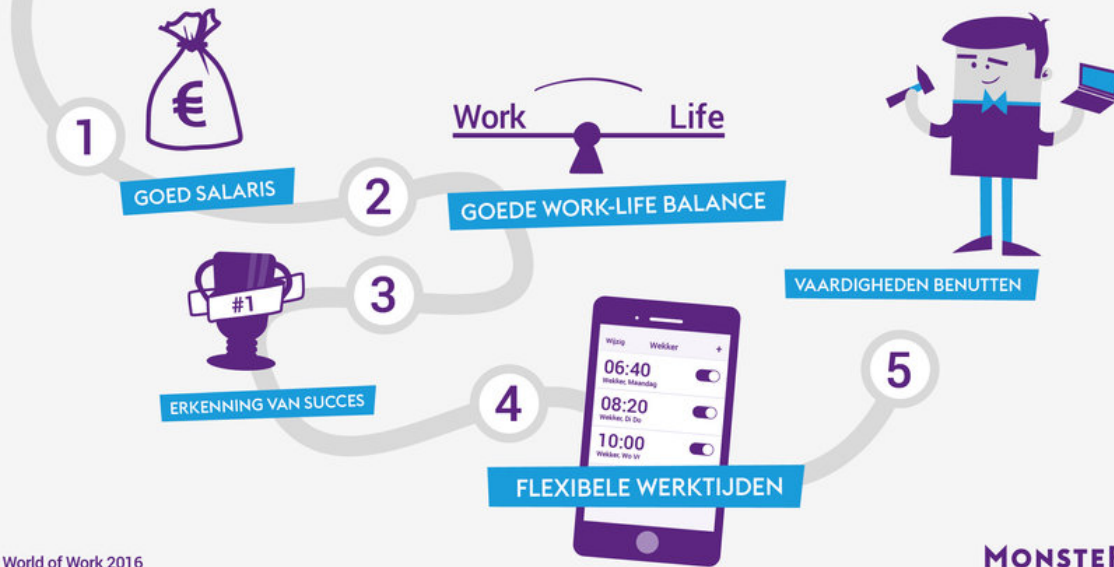 €
1
GOED SALARIS
2
Work Life
GOEDE WORK-LIFE BALANCE
#1
3
ERKENNING VAN SUCCES
4
Wijzig Wekker +
06:40
Wekker, Maandag
08:20
Wekker, Di Do
10:00
Wekker, Wo Vr
FLEXIBELE WERKTIJDEN
5
VAARDIGHEDEN BENUTTEN
World of Work 2016
MONSTER